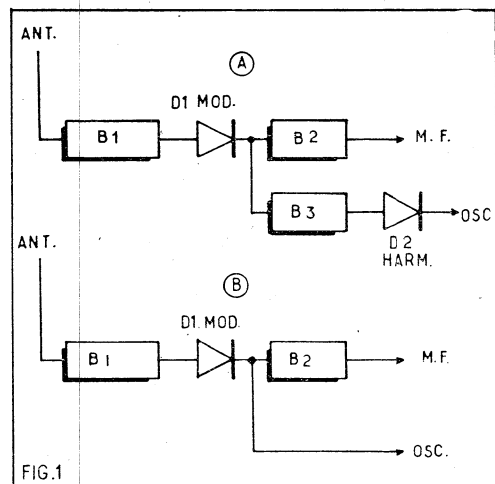 ANT.
A
D1 MOD.
B1
B2
M.F.
B3
OSC
D2
HARM.
ANT.
B
D1.MOD.
B1
B2
M.F.
OSC.
FIG.1